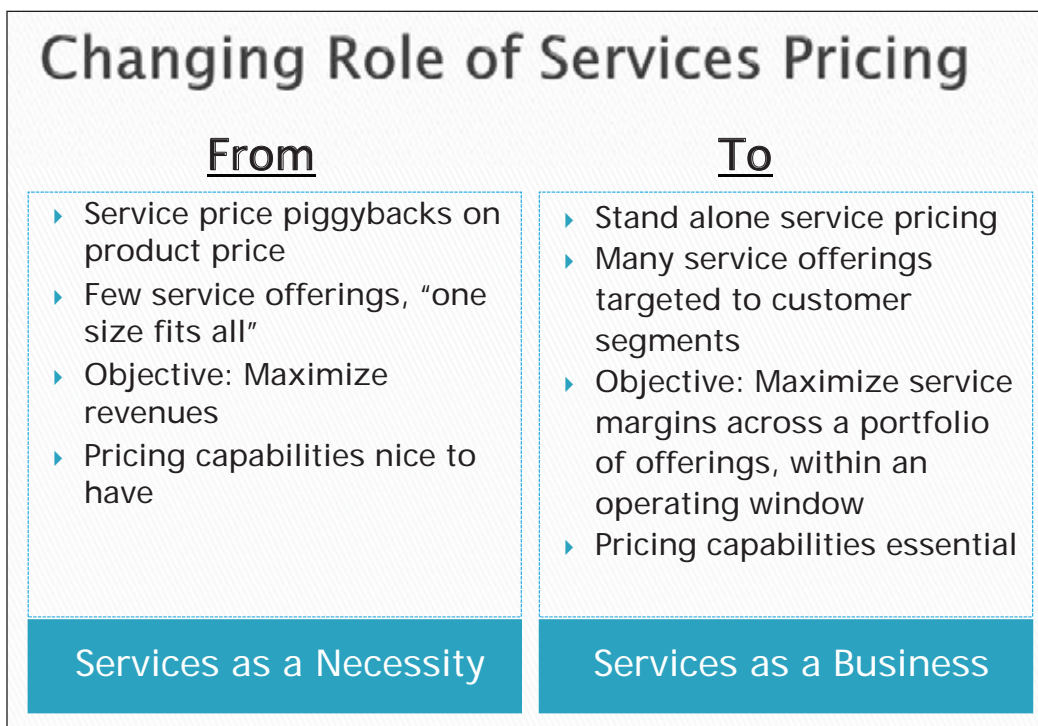 Changing Role of Services Pricing
From
▸ Service price piggybacks on
product price
▸ Few service offerings, “one
size fits all”
▸ Objective: Maximize
revenues
▸ Pricing capabilities nice to
have
Services as a Necessity
To
▸ Stand alone service pricing
▸ Many service offerings
targeted to customer
segments
▸ Objective: Maximize service
margins across a portfolio
of offerings, within an
operating window
▸ Pricing capabilities essential
Services as a Business